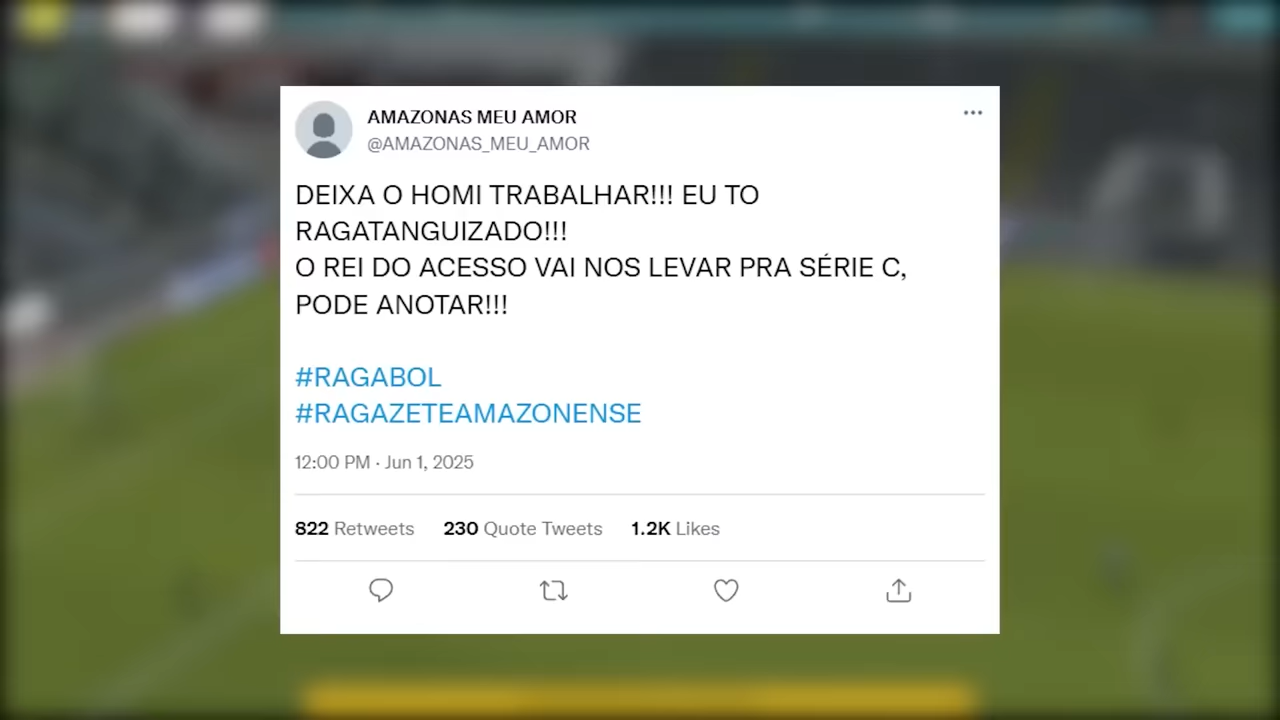 AMAZONAS MEU AMOR
@AMAZONAS_MEU_AMOR
DEIXA O HOMI TRABALHAR!!! EU TO
RAGATANGUIZADO!!!
O REI DO ACESSO VAI NOS LEVAR PRA SÉRIE C,
PODE ANOTAR!!!
#RAGABOL
#RAGAZETEAMAZONENSE
12:00 PM · Jun 1, 2025
822 Retweets 230 Quote Tweets 1.2K Likes